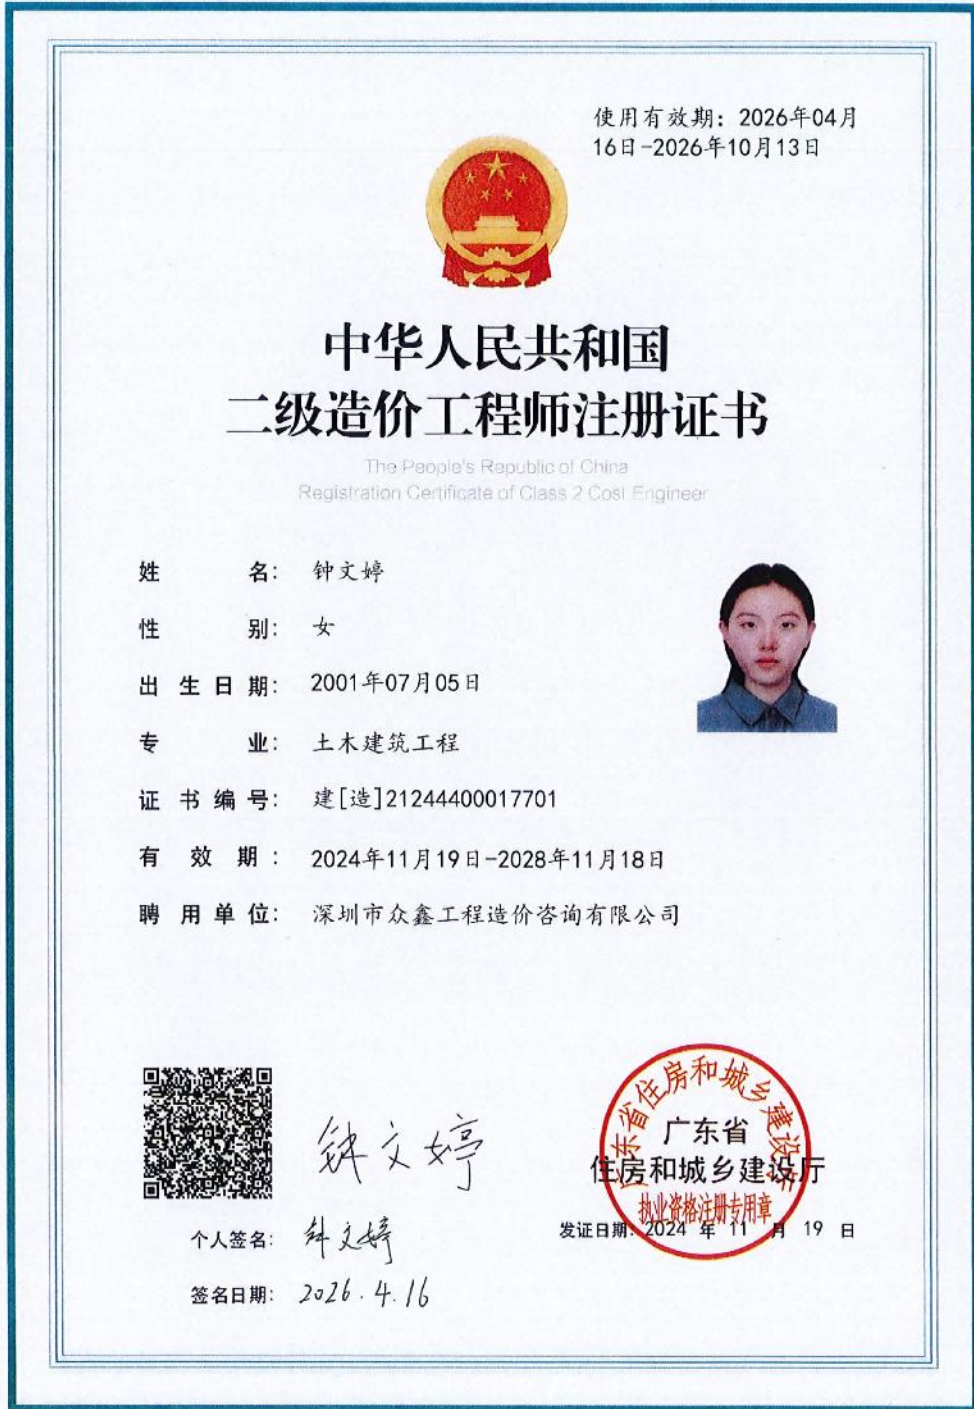 使用有效期：2026年04月
16日-2026年10月13日
中华人民共和国
二级造价工程师注册证书
The People's Republic of China
Registration Certificate of Class 2 Cost Engineer
姓名：钟文婷
性别：女
出生日期：2001年07月05日
专业：土木建筑工程
证书编号：建[造]21244400017701
有效期：2024年11月19日-2028年11月18日
聘用单位：深圳市众鑫工程造价咨询有限公司
钟文婷
个人签名：钟文婷
签名日期：2026.4.16
广东省住房和城乡建设厅
广东省
住房和城乡建设厅
执业资格注册专用章
发证日期：2024年11月19日